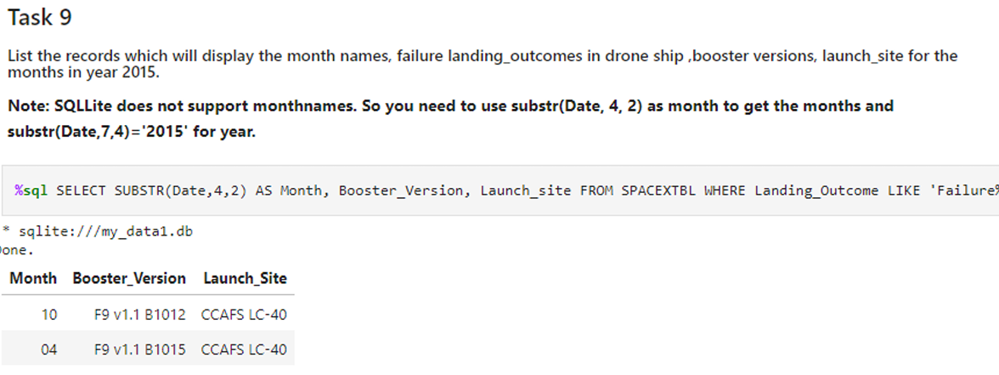 Task 9
List the records which will display the month names, failure landing_outcomes in drone ship ,booster versions, launch_site for the
months in year 2015.
Note: SQLLite does not support monthnames. So you need to use substr(Date, 4, 2) as month to get the months and
substr(Date,7,4)='2015' for year.
%sql SELECT SUBSTR(Date,4,2) AS Month, Booster_Version, Launch_site FROM SPACEXTBL WHERE Landing_Outcome LIKE 'Failure%
* sqlite:///my_data1.db
Done.
Month Booster_Version Launch_Site
10 F9 v1.1 B1012 CCAFS LC-40
04 F9 v1.1 B1015 CCAFS LC-40